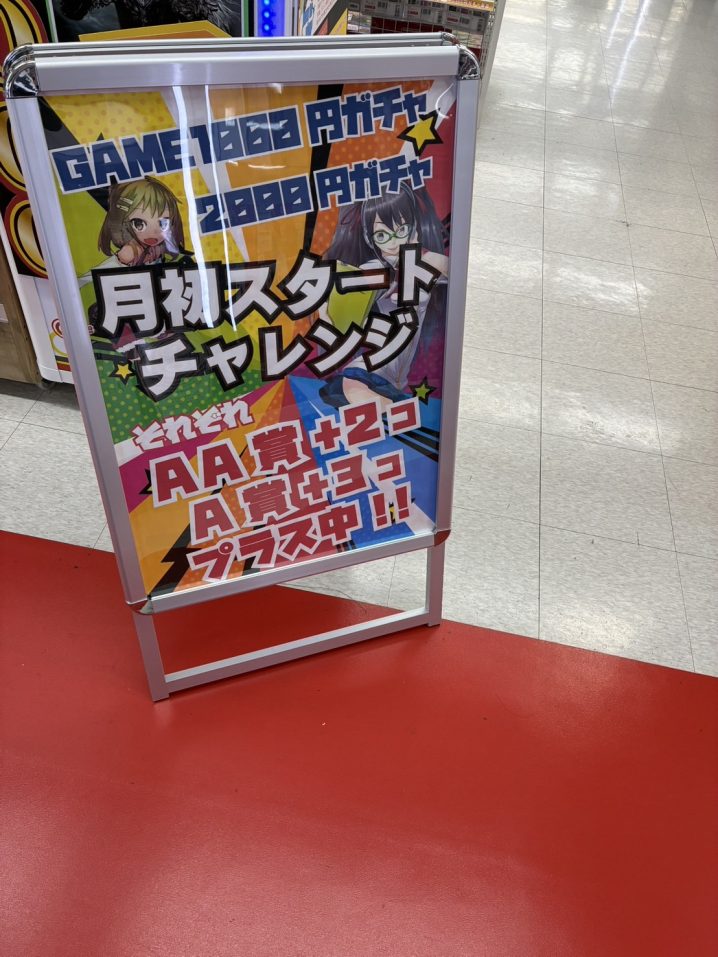 GAME1000円ガチャ
2000円ガチャ
月初スタート
チャレンジ
それぞれ
AA賞+2コ
A賞+3コ
プラス中!!